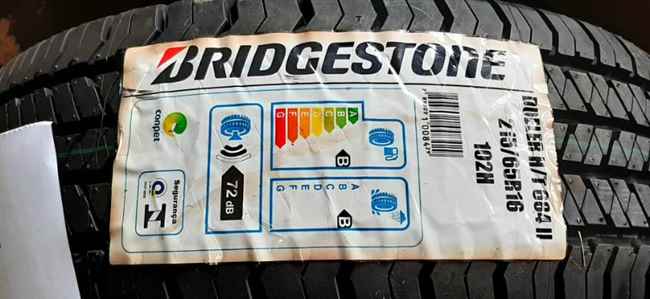 BRIDGESTONE
DUELER H/T 684 II
215/65R16
102H
conpet
Segurança
A
B
C
D
E
F
G
B
A
B
C
D
E
F
G
B
72 dB